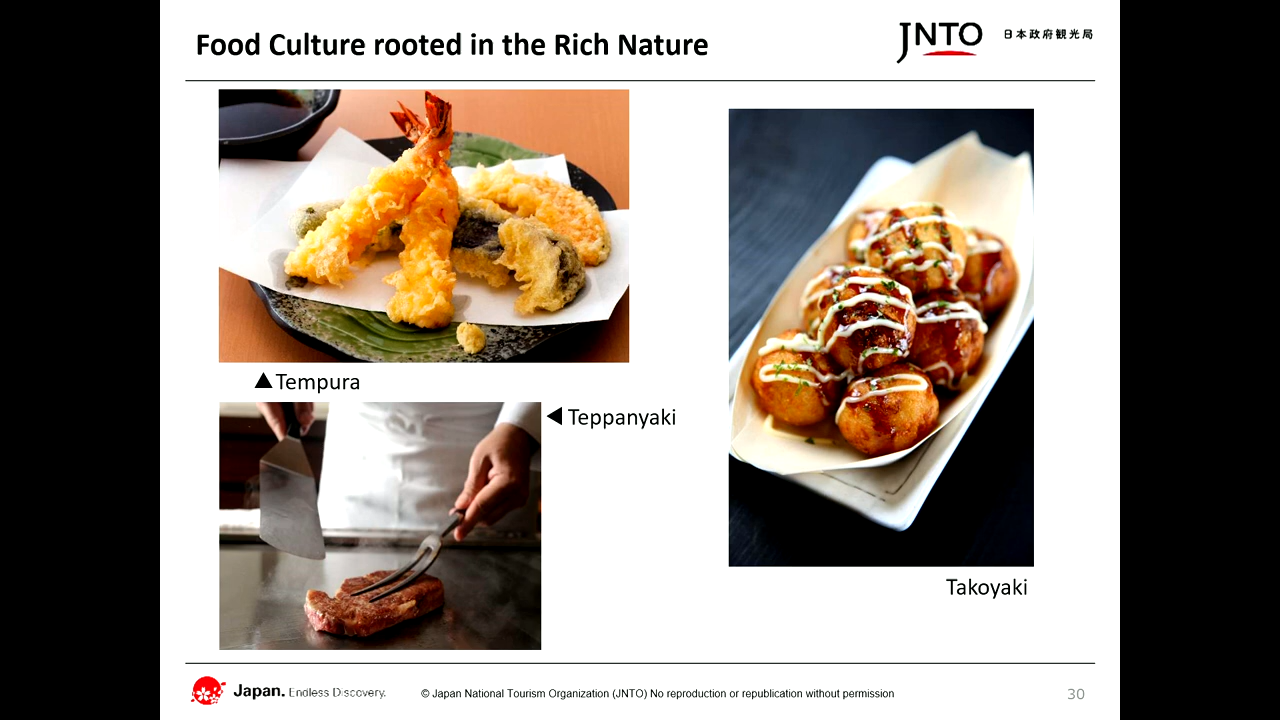 Food Culture rooted in the Rich Nature
JNTO 日本政府観光局
▲Tempura
◀ Teppanyaki
Takoyaki
Japan. Endless Discovery.
© Japan National Tourism Organization (JNTO) No reproduction or republication without permission
30